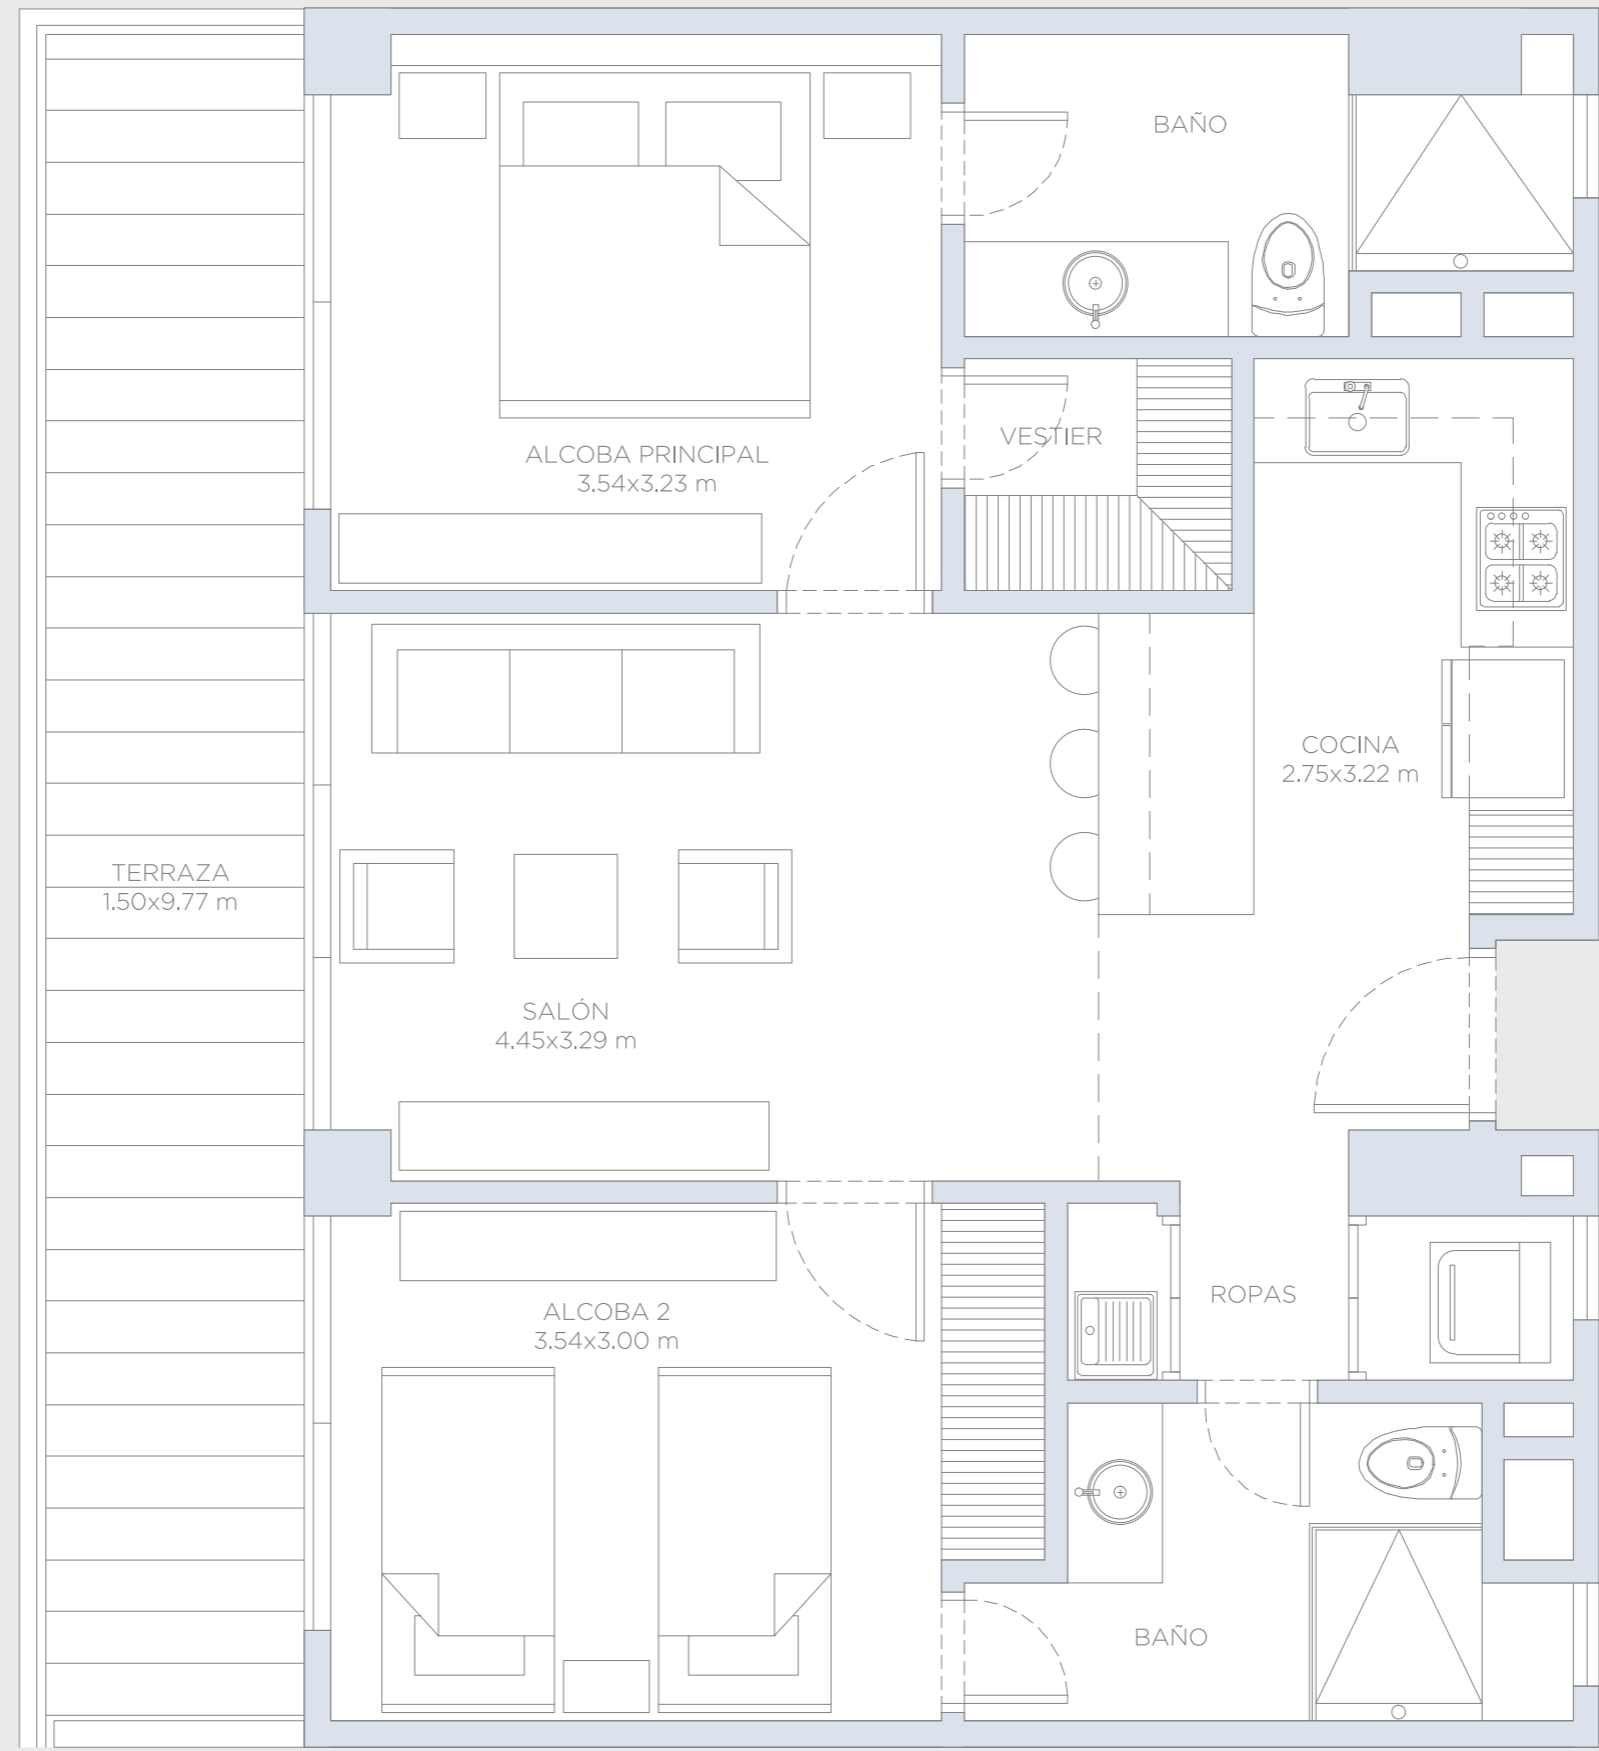 BAÑO
VESTIER
ALCOBA PRINCIPAL
3.54x3.23 m
COCINA
2.75x3.22 m
TERRAZA
1.50x9.77 m
SALÓN
4.45x3.29 m
ROPAS
ALCOBA 2
3.54x3.00 m
BAÑO